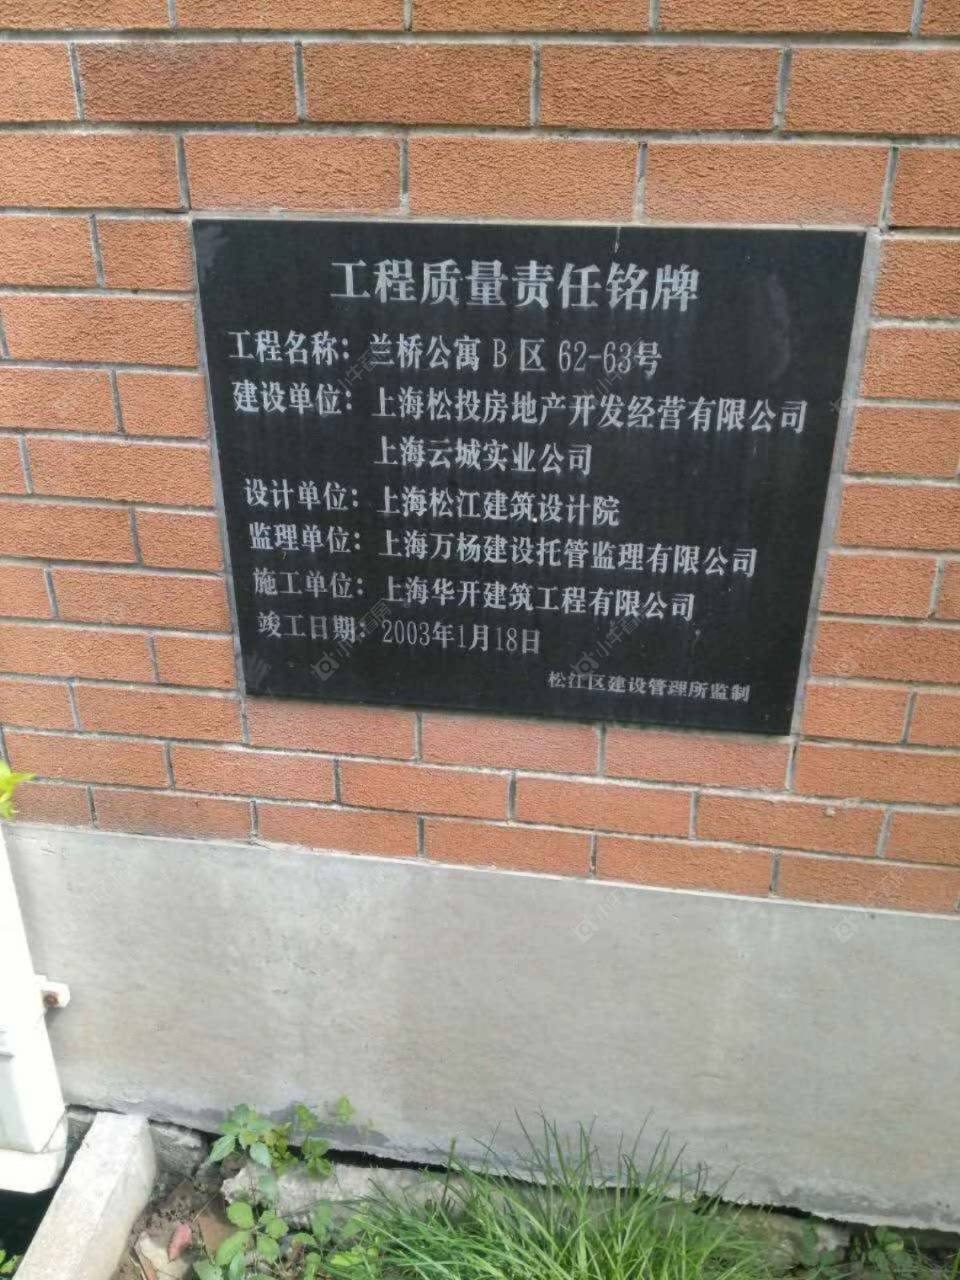 工程质量责任铭牌
工程名称：兰桥公寓 B 区 62-63号
建设单位：上海松投房地产开发经营有限公司
上海云城实业公司
设计单位：上海松江建筑设计院
监理单位：上海万杨建设托管监理有限公司
施工单位：上海华开建筑工程有限公司
竣工日期：2003年1月18日
松江区建设管理所监制